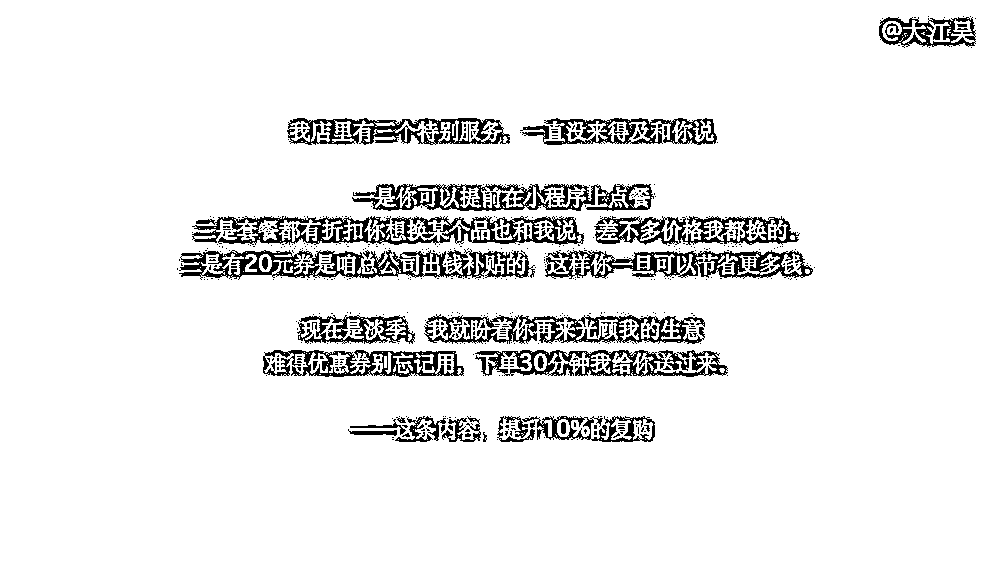 @大江吴
我店里有三个特别服务，一直没来得及和你说
一是你可以提前在小程序上点餐
二是套餐都有折扣你想换某个品也和我说，差不多价格我都换的。
三是有20元券是咱总公司出钱补贴的，这样你一旦可以节省更多钱。
现在是淡季，我就盼着你再来光顾我的生意
难得优惠券别忘记用，下单30分钟我给你送过来。
——这条内容，提升10%的复购